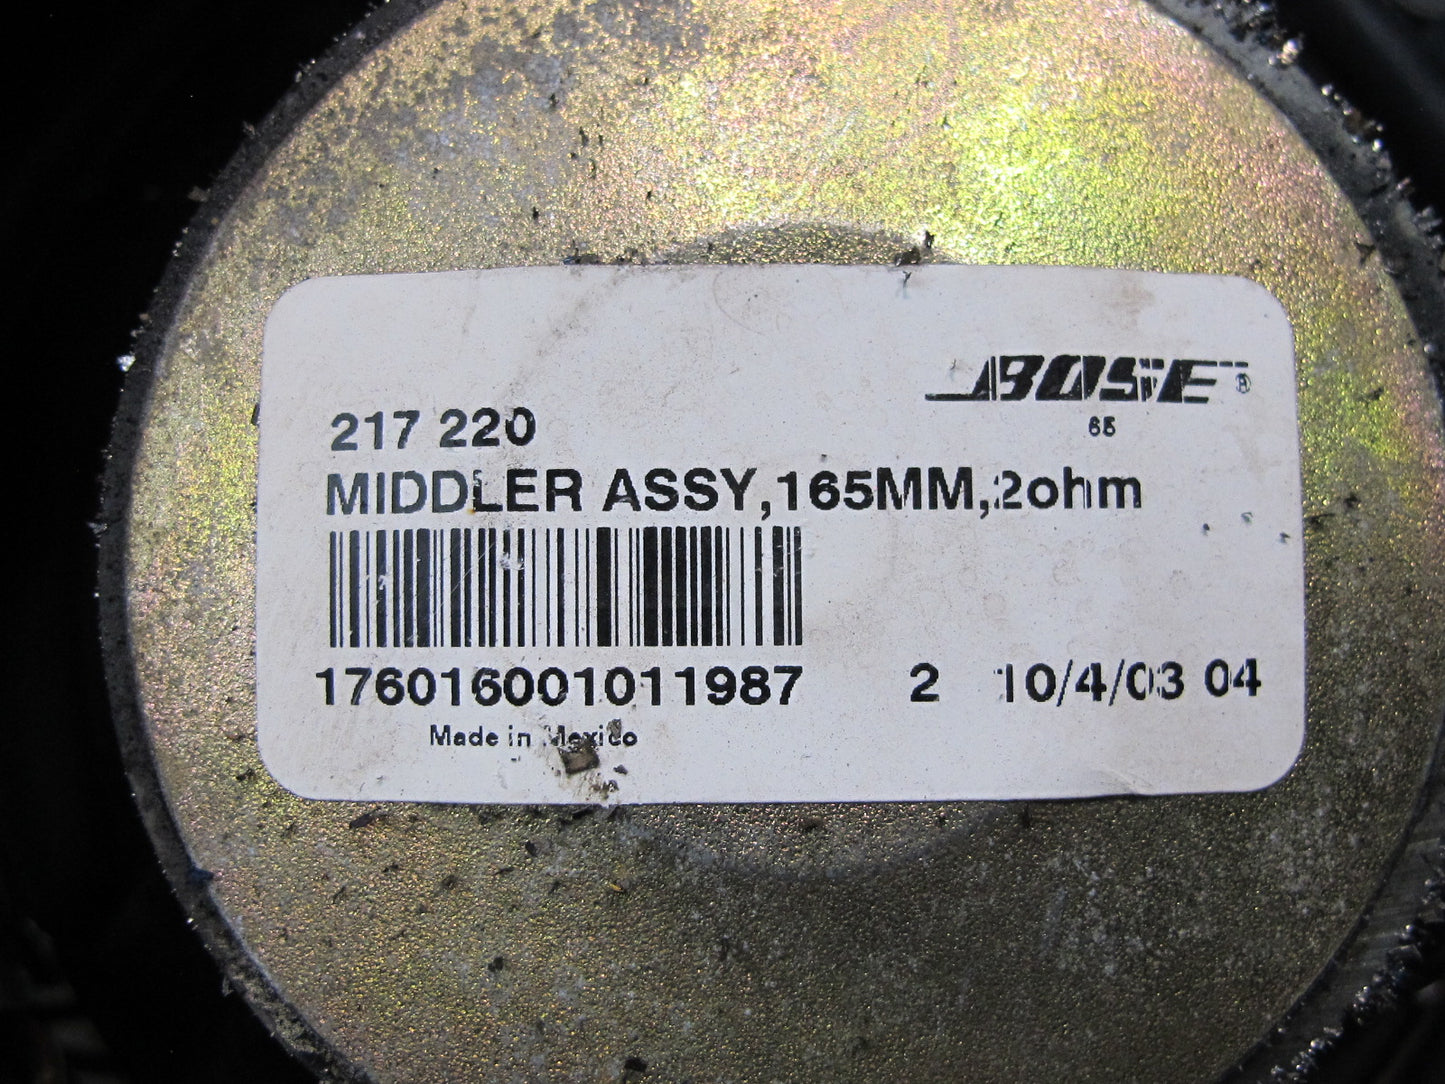 BOSE®
65
217 220
MIDDLER ASSY,165MM,2ohm
176016001011987 2 10/4/03 04
Made in Mexico